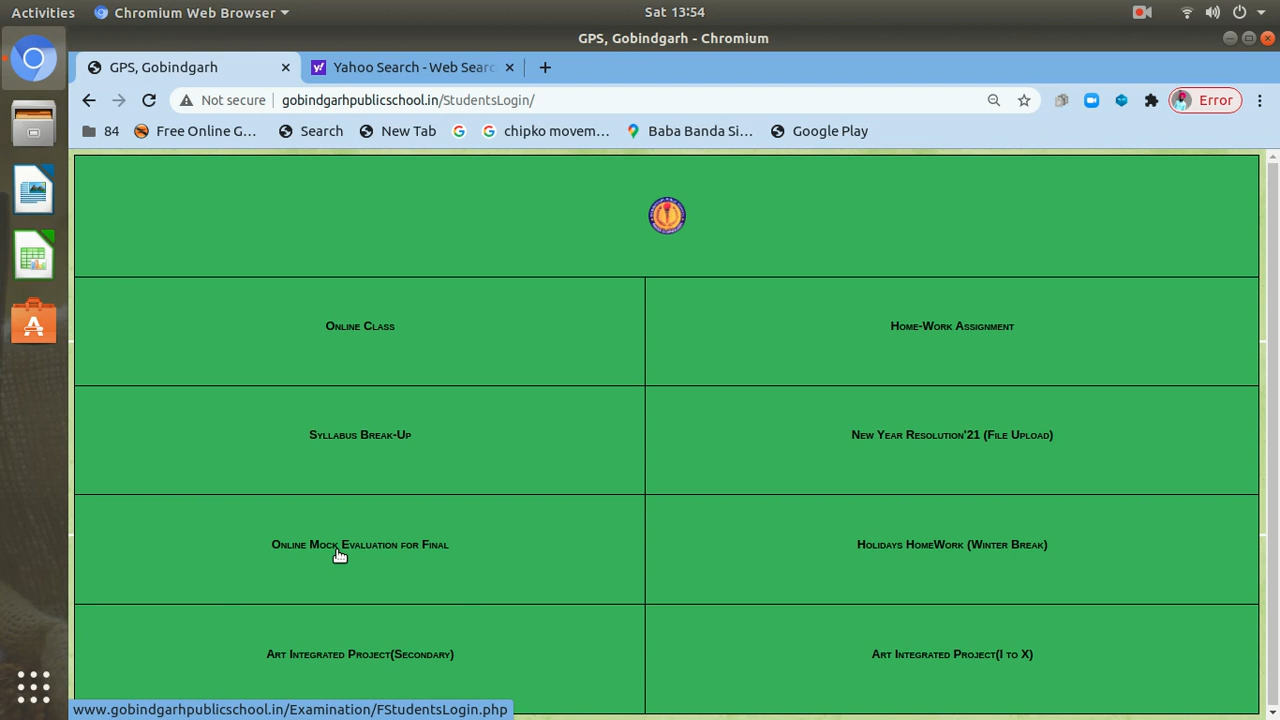 Activities
Chromium Web Browser
Sat 13:54
GPS, Gobindgarh - Chromium
GPS, Gobindgarh
Yahoo Search - Web Searc
Not secure
gobindgarhpublicschool.in/StudentsLogin/
Error
84
Free Online G...
Search
New Tab
chipko movem...
Baba Banda Si...
Google Play
Online Class
Home-Work Assignment
Syllabus Break-Up
New Year Resolution'21 (File Upload)
Online Mock Evaluation for Final
Holidays HomeWork (Winter Break)
Art Integrated Project(Secondary)
Art Integrated Project(I to X)
www.gobindgarhpublicschool.in/Examination/FStudentsLogin.php